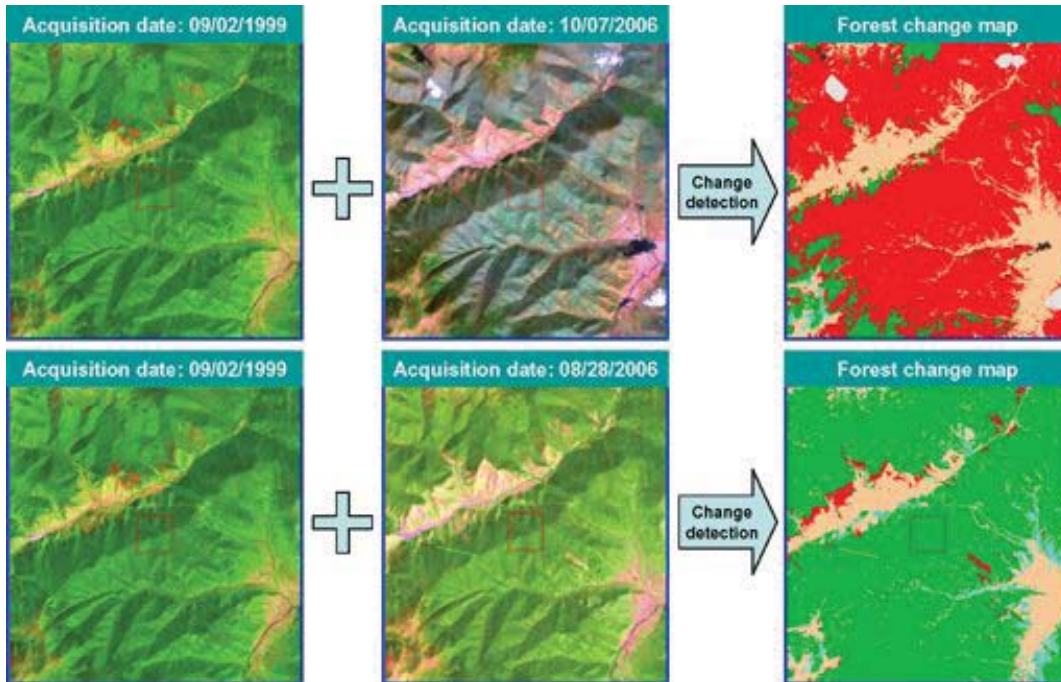 Acquisition date: 09/02/1999
Acquisition date: 10/07/2006
Forest change map
Change
detection
Acquisition date: 09/02/1999
Acquisition date: 08/28/2006
Forest change map
Change
detection